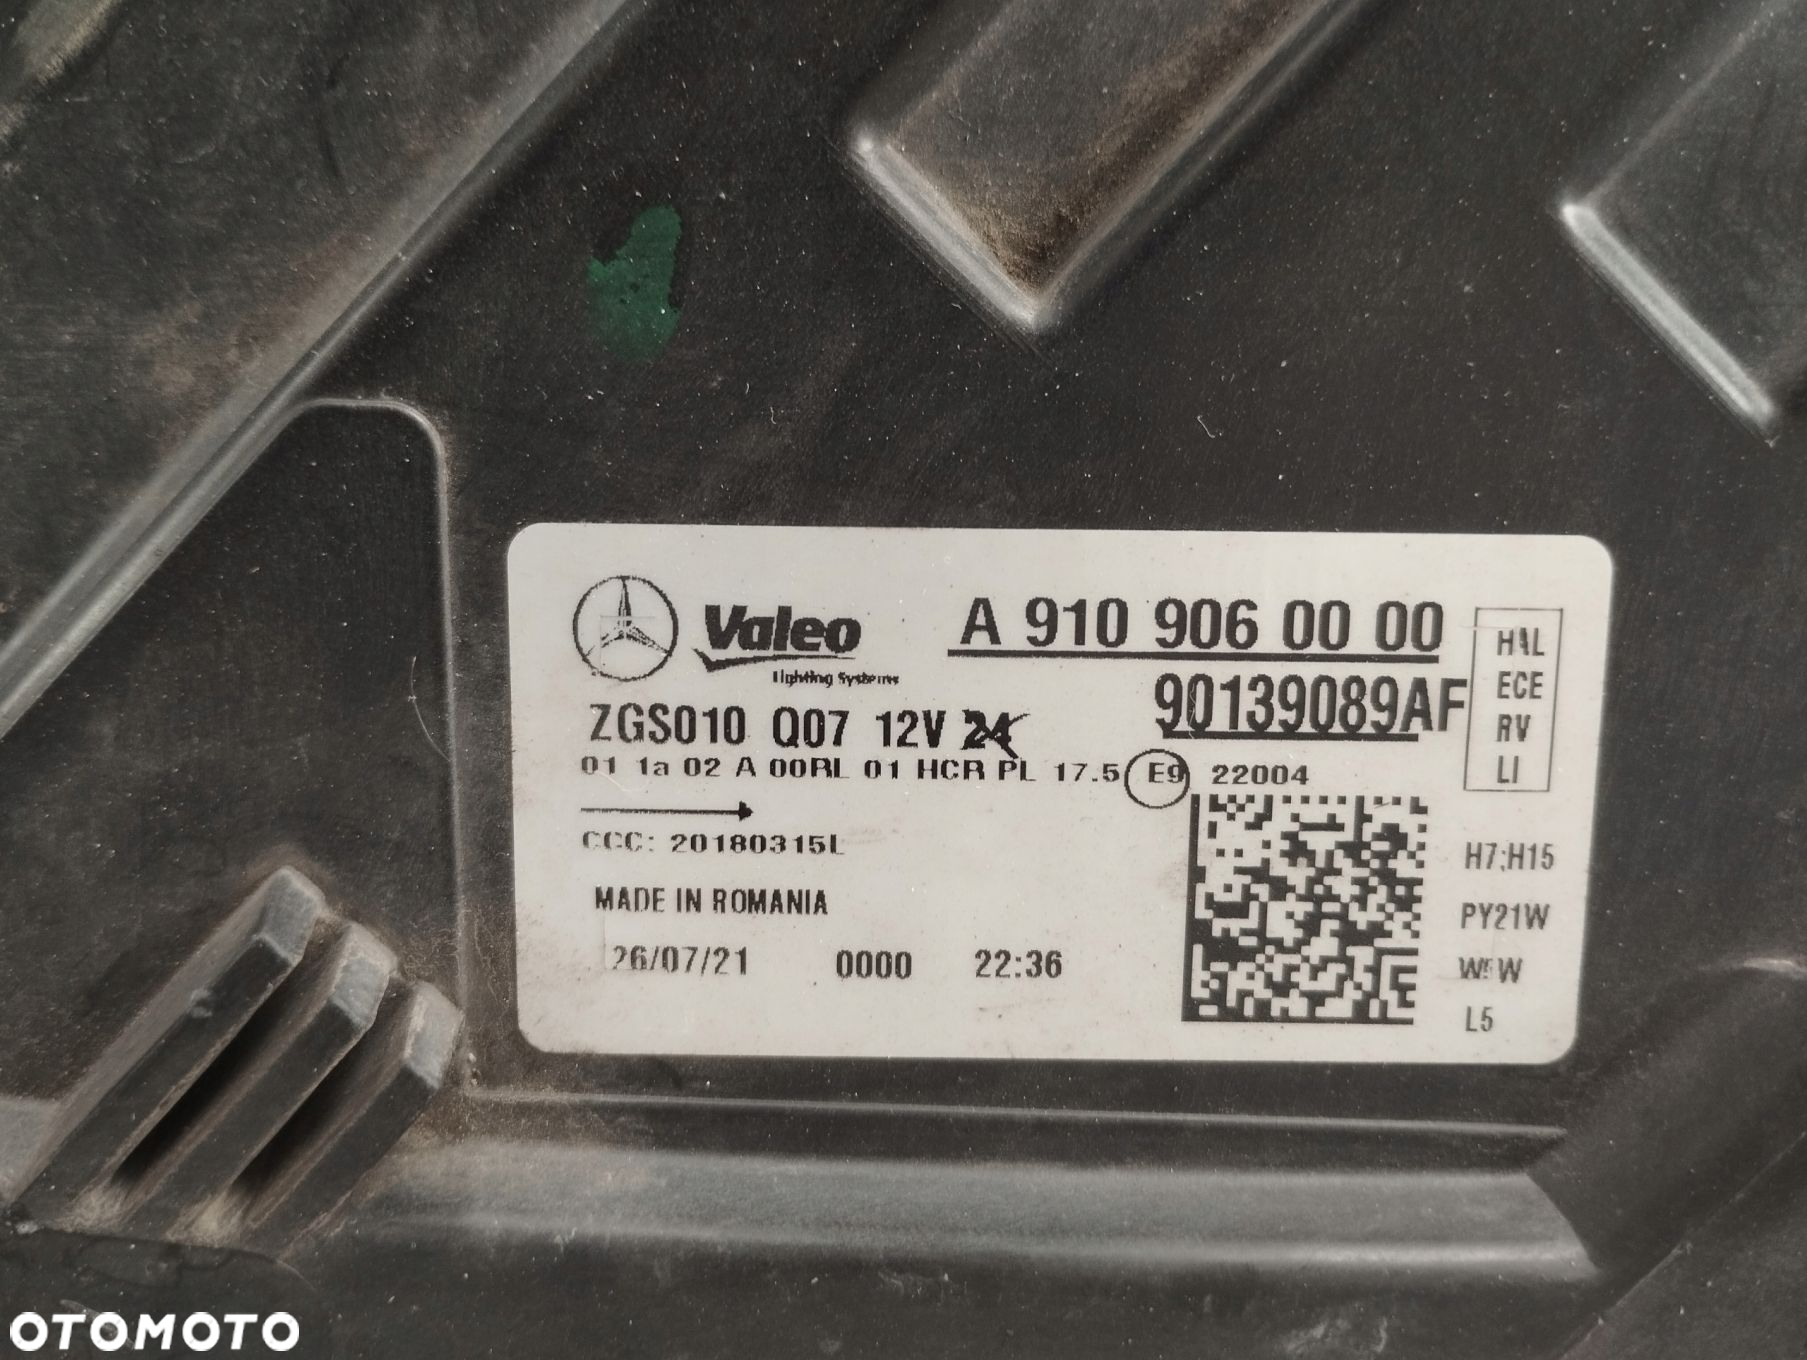 Valeo
Lighting Systems
A 910 906 00 00
90139089AF
HAL
ECE
RV
LI
ZGS010 Q07 12V 24
01 1a 02 A 00RL 01 HCR PL 17.5 E9 22004
CCC: 20180315L
MADE IN ROMANIA
26/07/21 0000 22:36
H7;H15
PY21W
W5W
L5
OTOMOTO